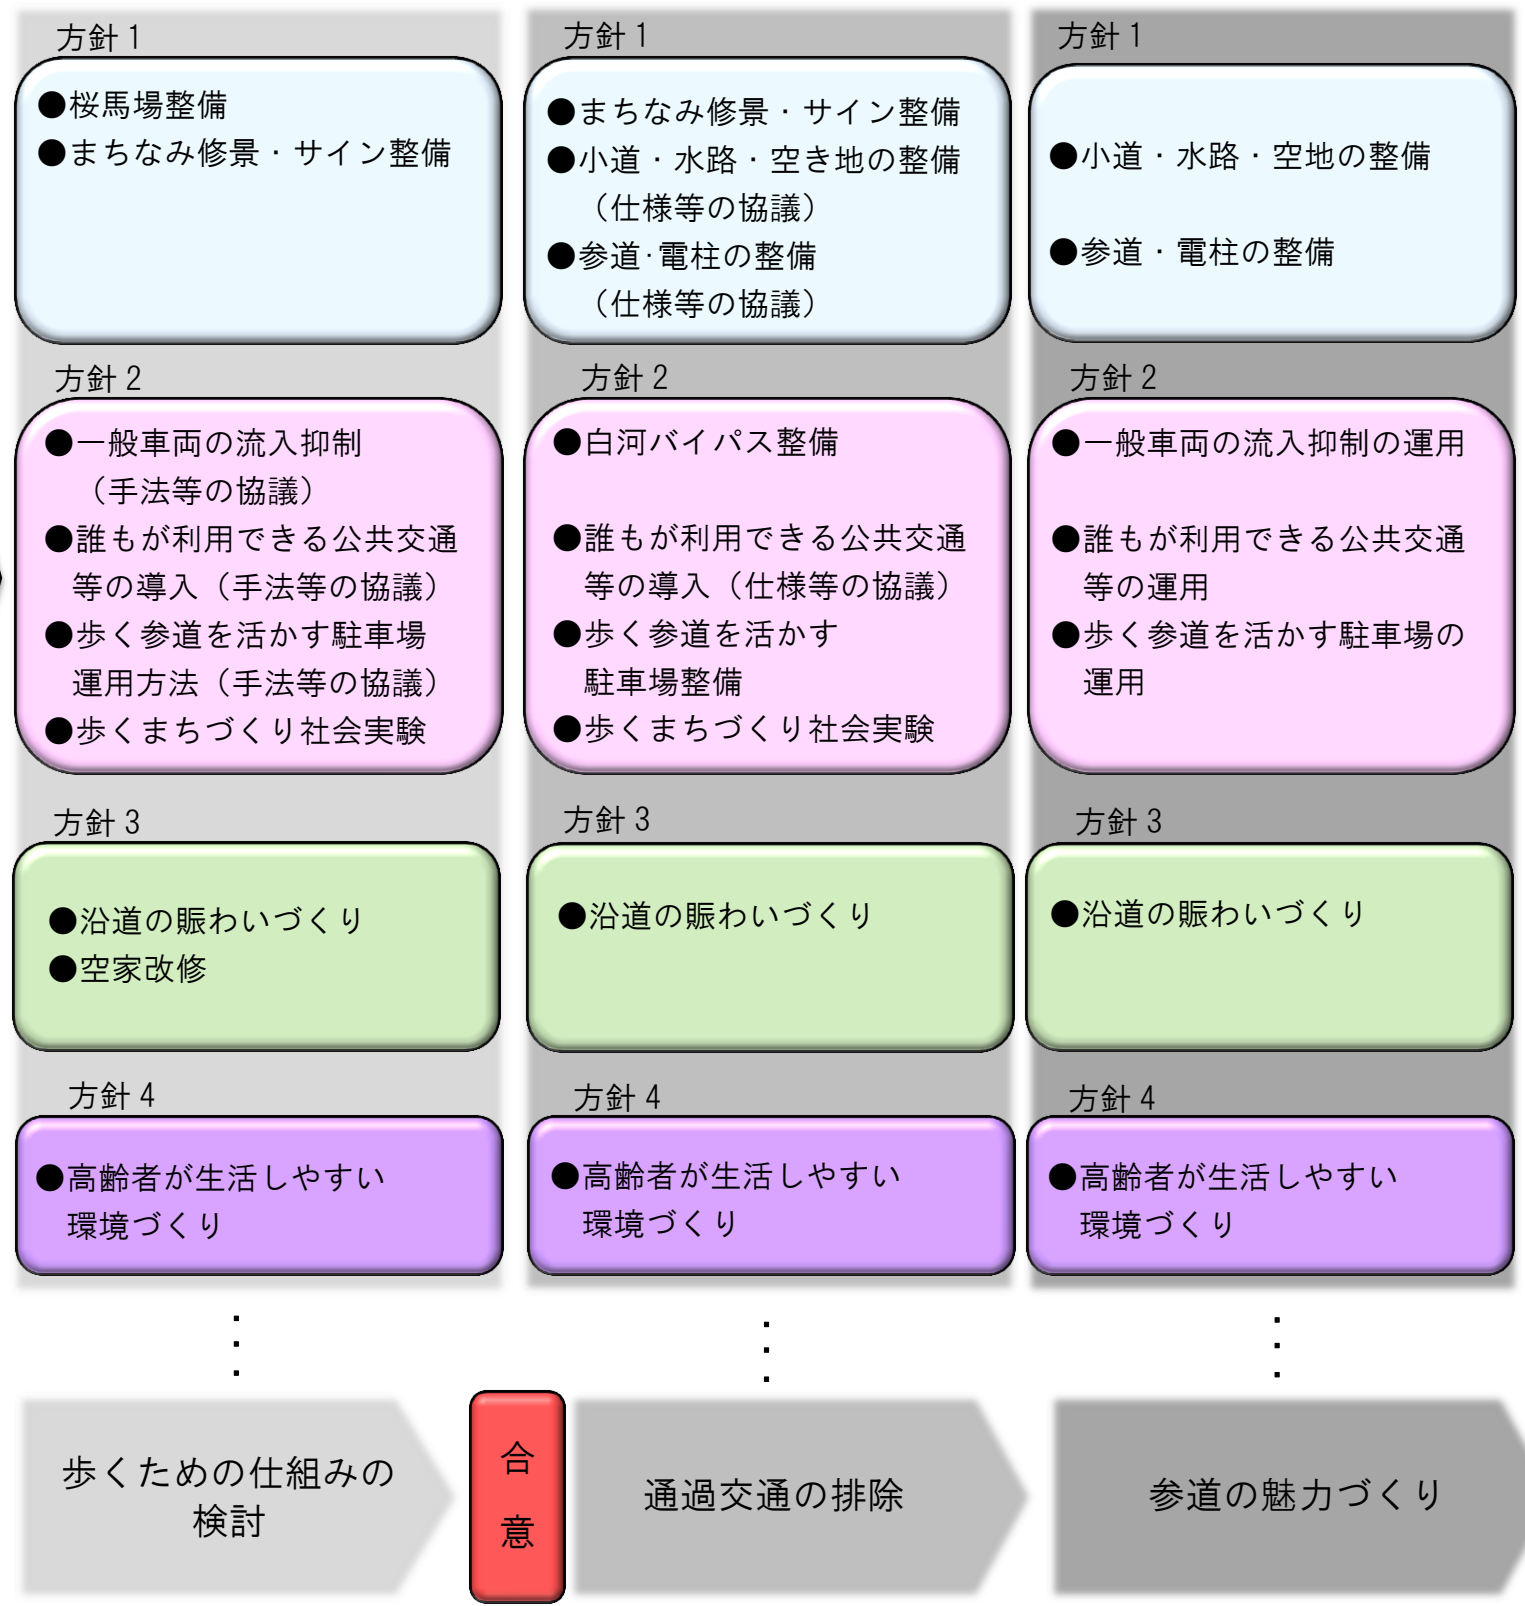 方針1
●桜馬場整備
●まちなみ修景・サイン整備
方針2
●一般車両の流入抑制
（手法等の協議）
●誰もが利用できる公共交通
等の導入（手法等の協議）
●歩く参道を活かす駐車場
運用方法（手法等の協議）
●歩くまちづくり社会実験
方針3
●沿道の賑わいづくり
●空家改修
方針4
●高齢者が生活しやすい
環境づくり
歩くための仕組みの
検討
合意
方針1
●まちなみ修景・サイン整備
●小道・水路・空き地の整備
（仕様等の協議）
●参道・電柱の整備
（仕様等の協議）
方針2
●白河バイパス整備
●誰もが利用できる公共交通
等の導入（仕様等の協議）
●歩く参道を活かす
駐車場整備
●歩くまちづくり社会実験
方針3
●沿道の賑わいづくり
方針4
●高齢者が生活しやすい
環境づくり
通過交通の排除
方針1
●小道・水路・空地の整備
●参道・電柱の整備
方針2
●一般車両の流入抑制の運用
●誰もが利用できる公共交通
等の運用
●歩く参道を活かす駐車場の
運用
方針3
●沿道の賑わいづくり
方針4
●高齢者が生活しやすい
環境づくり
参道の魅力づくり